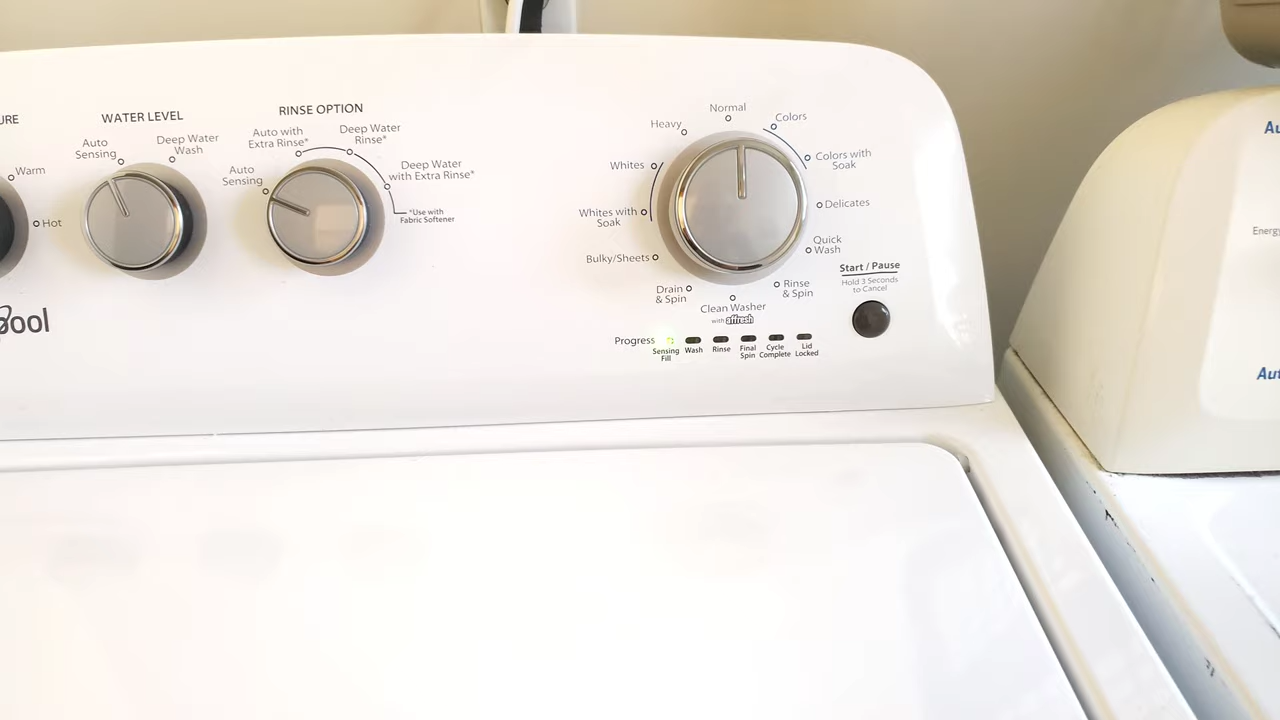 URE
Warm
Hot
WATER LEVEL
Auto
Sensing
Deep Water
Wash
RINSE OPTION
Auto
Sensing
Auto with
Extra Rinse*
Deep Water
Rinse*
Deep Water
with Extra Rinse*
*Use with
Fabric Softener
pool
Normal
Colors
Colors with
Soak
Delicates
Quick
Wash
Rinse
& Spin
Clean Washer
with affresh
Drain
& Spin
Bulky/Sheets
Whites with
Soak
Whites
Heavy
Start / Pause
Hold 3 Seconds
to Cancel
Progress
Sensing
Fill
Wash
Rinse
Final
Spin
Cycle
Complete
Lid
Locked
Au
Energy
Aut